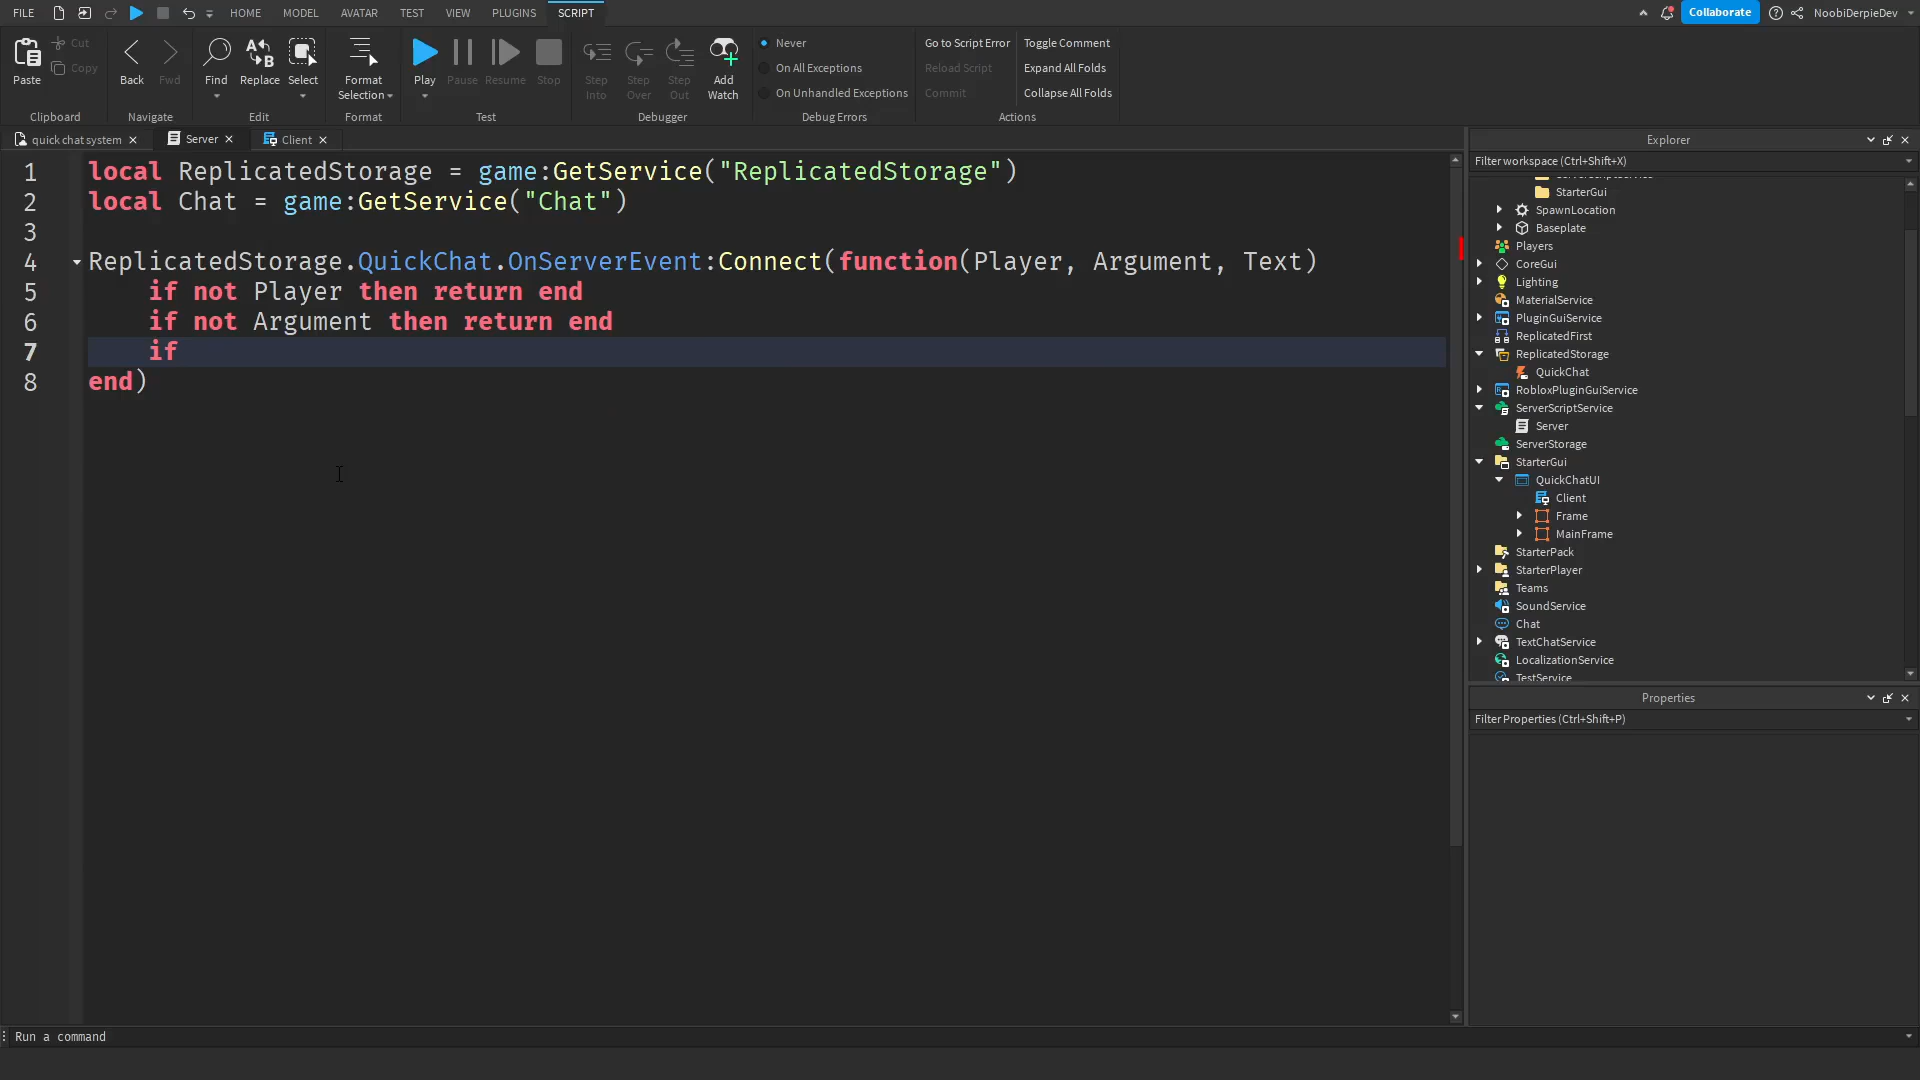 FILE HOME MODEL AVATAR TEST VIEW PLUGINS SCRIPT Collaborate NoobiDerpieDev
Paste Cut Copy
Clipboard
Back Fwd
Navigate
Find Replace Select
Edit
Format Selection
Format
Play Pause Resume Stop
Test
Step Into Step Over Step Out Add Watch
Debugger
Never
On All Exceptions
On Unhandled Exceptions
Debug Errors
Go to Script Error Toggle Comment
Reload Script Expand All Folds
Commit Collapse All Folds
Actions
quick chat system Server Client
1 local ReplicatedStorage = game:GetService("ReplicatedStorage")
2 local Chat = game:GetService("Chat")
3
4 ReplicatedStorage.QuickChat.OnServerEvent:Connect(function(Player, Argument, Text)
5 if not Player then return end
6 if not Argument then return end
7 if
8 end)
Explorer
Filter workspace (Ctrl+Shift+X)
StarterGui
SpawnLocation
Baseplate
Players
CoreGui
Lighting
MaterialService
PluginGuiService
ReplicatedFirst
ReplicatedStorage
QuickChat
RobloxPluginGuiService
ServerScriptService
Server
ServerStorage
StarterGui
QuickChatUI
Client
Frame
MainFrame
StarterPack
StarterPlayer
Teams
SoundService
Chat
TextChatService
LocalizationService
TestService
Properties
Filter Properties (Ctrl+Shift+P)
Run a command